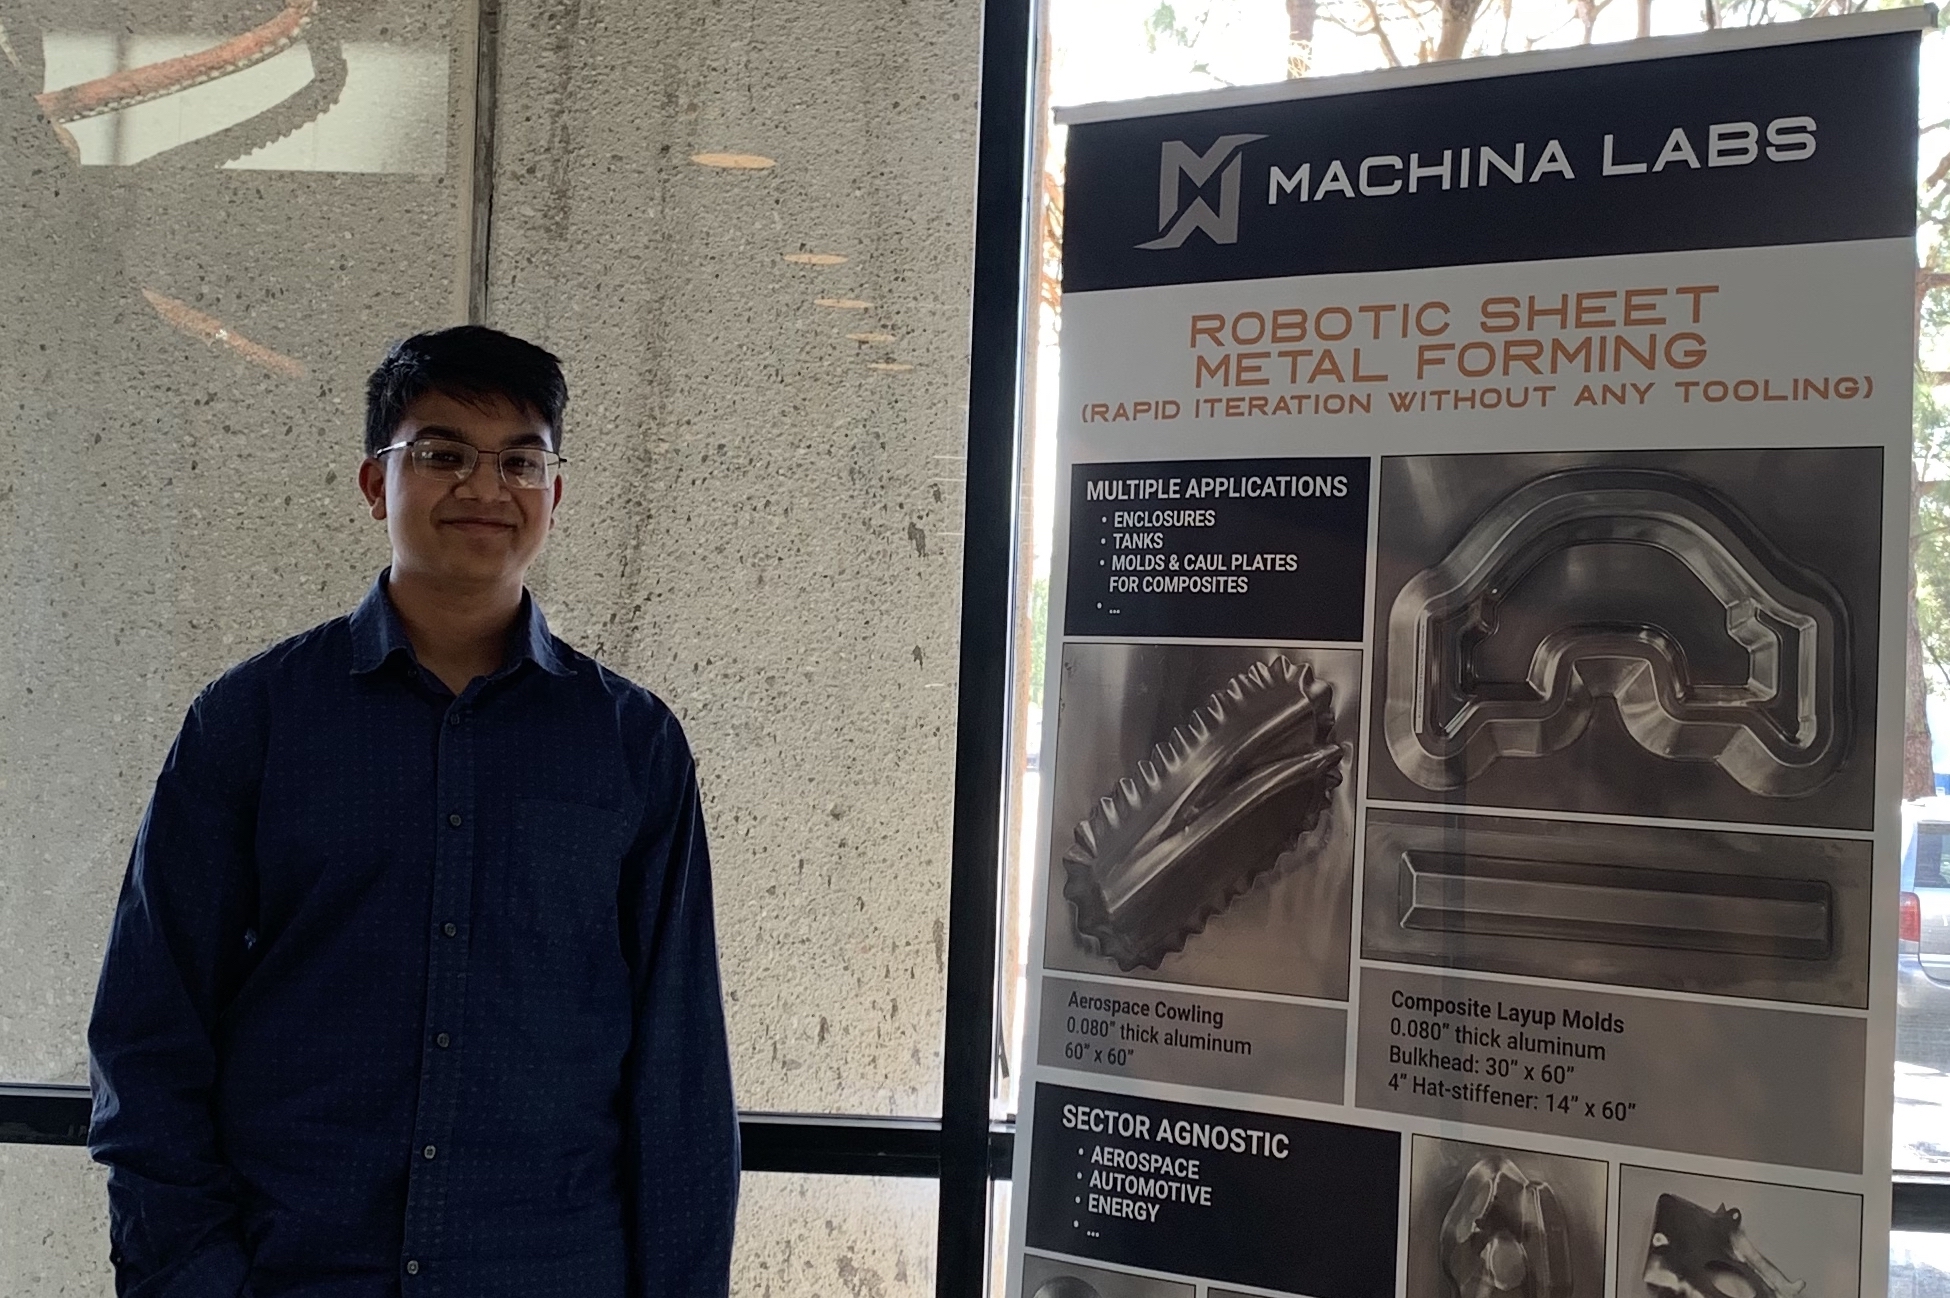 MACHINA LABS
ROBOTIC SHEET
METAL FORMING
(RAPID ITERATION WITHOUT ANY TOOLING)
MULTIPLE APPLICATIONS
• ENCLOSURES
• TANKS
• MOLDS & CAUL PLATES
FOR COMPOSITES
• ...
Aerospace Cowling
0.080" thick aluminum
60" x 60"
Composite Layup Molds
0.080" thick aluminum
Bulkhead: 30" x 60"
4" Hat-stiffener: 14" x 60"
SECTOR AGNOSTIC
• AEROSPACE
• AUTOMOTIVE
• ENERGY
• ...